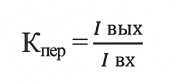 Кпер = I вых
I вх